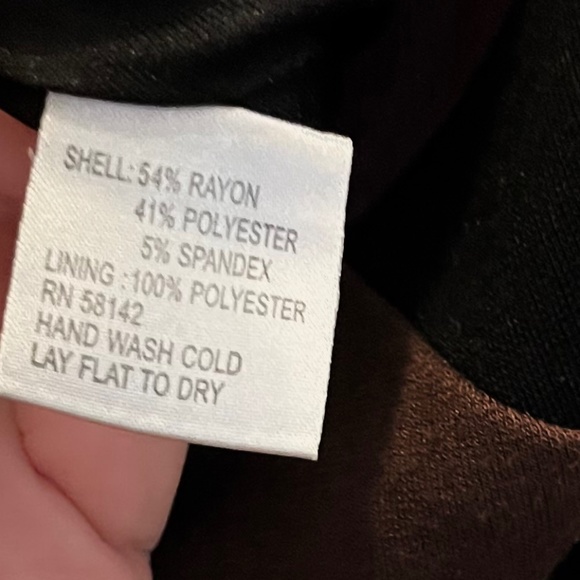 SHELL: 54% RAYON
41% POLYESTER
5% SPANDEX
LINING :100% POLYESTER
RN 58142
HAND WASH COLD
LAY FLAT TO DRY